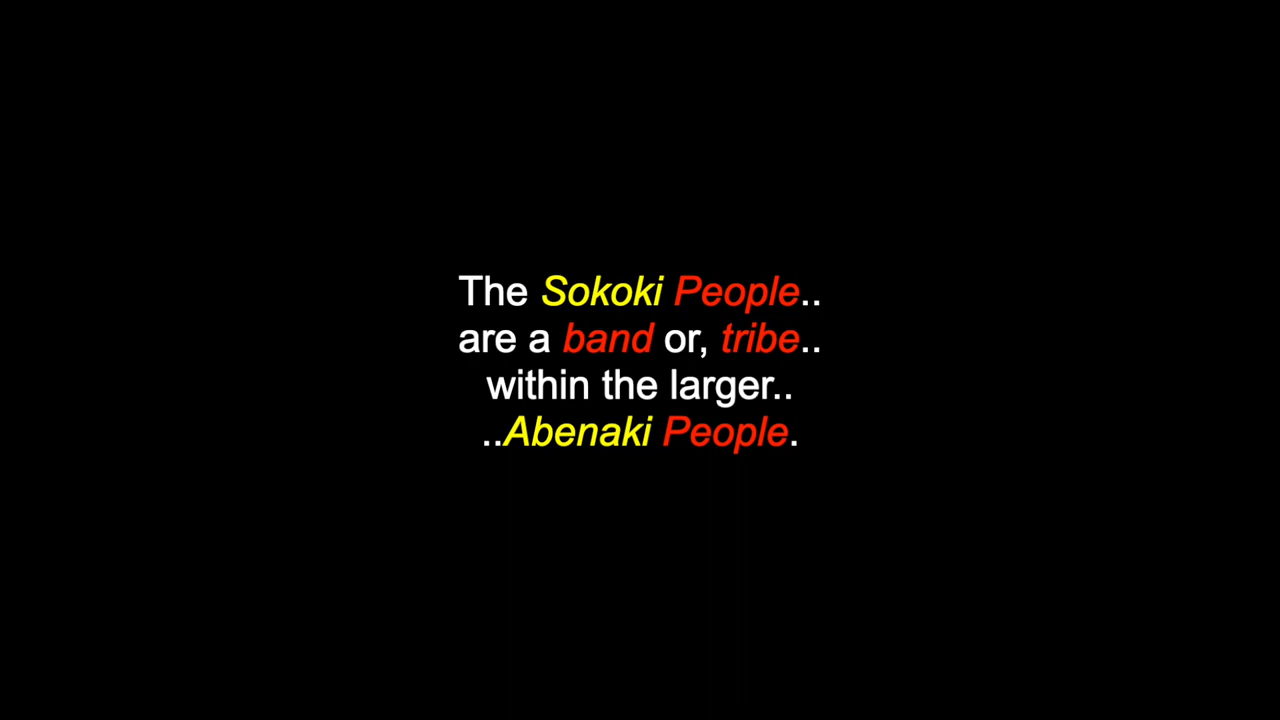 The Sokoki People..
are a band or, tribe..
within the larger..
..Abenaki People.